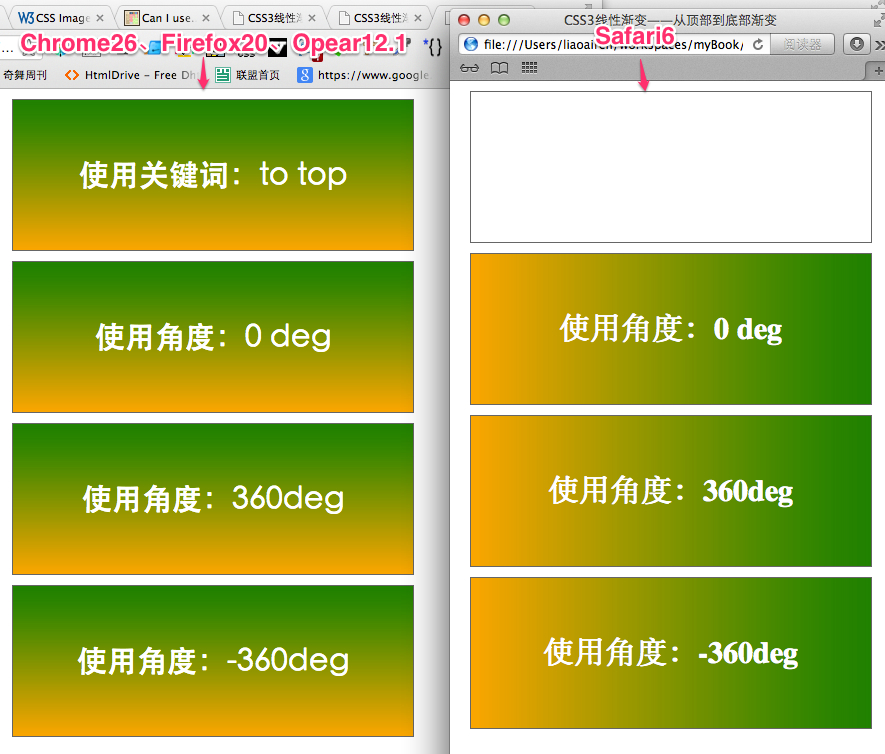 W3 CSS Image
Can I use.
CSS3线性渐
CSS3线性渐
Chrome26、Firefox20、Opear12.1
奇舞周刊
HtmlDrive - Free Dh
联盟首页
https://www.google.
使用关键词：to top
使用角度：0 deg
使用角度：360deg
使用角度：-360deg
CSS3线性渐变——从顶部到底部渐变
file:///Users/liaoairen/workspaces/myBook/
阅读器
Safari6
使用角度：0 deg
使用角度：360deg
使用角度：-360deg